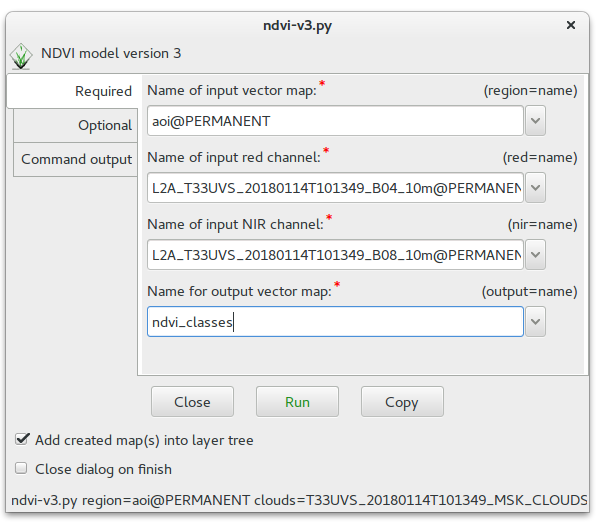 ndvi-v3.py
NDVI model version 3
Required
Optional
Command output
Name of input vector map:* (region=name)
aoi@PERMANENT
Name of input red channel:* (red=name)
L2A_T33UVS_20180114T101349_B04_10m@PERMANEN
Name of input NIR channel:* (nir=name)
L2A_T33UVS_20180114T101349_B08_10m@PERMANEN
Name for output vector map:* (output=name)
ndvi_classes
Close Run Copy
Add created map(s) into layer tree
Close dialog on finish
ndvi-v3.py region=aoi@PERMANENT clouds=T33UVS_20180114T101349_MSK_CLOUDS